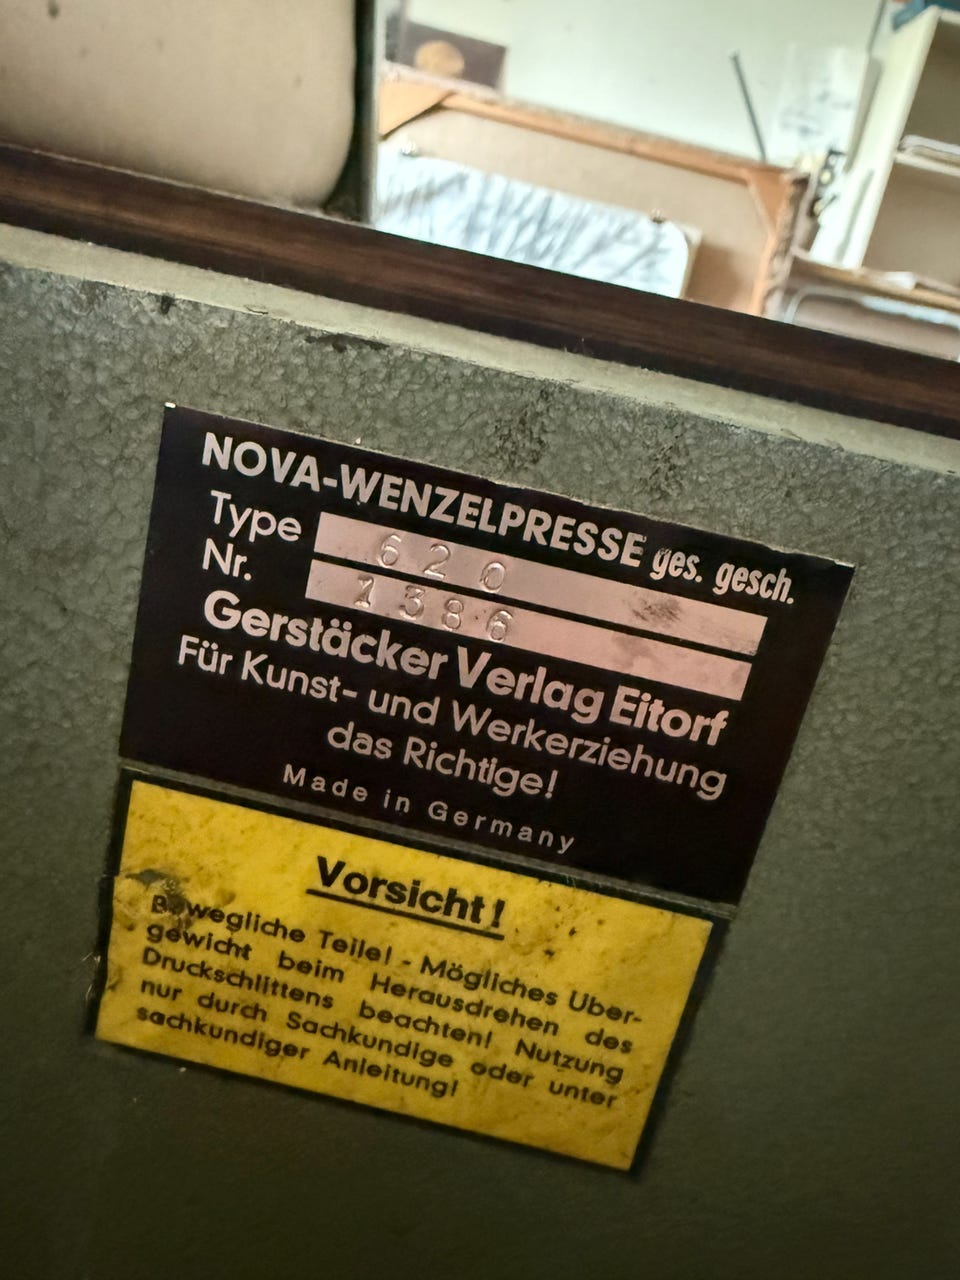 NOVA-WENZELPRESSE ges. gesch.
Type 620
Nr. 1386
Gerstäcker Verlag Eitorf
Für Kunst- und Werkerziehung
das Richtige!
Made in Germany
Vorsicht!
Bewegliche Teile! - Mögliches Über-
gewicht beim Herausdrehen des
Druckschlittens beachten! Nutzung
nur durch Sachkundige oder unter
sachkundiger Anleitung!